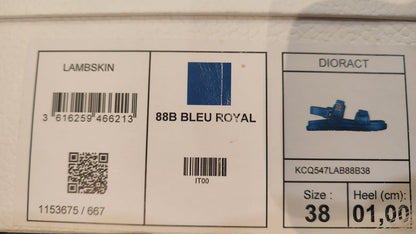 LAMBSKIN
3 616259 466213
1153675 / 667
88B BLEU ROYAL
IT00
DIORACT
KCQ547LAB88B38
Size :
38
Heel (cm):
01,00